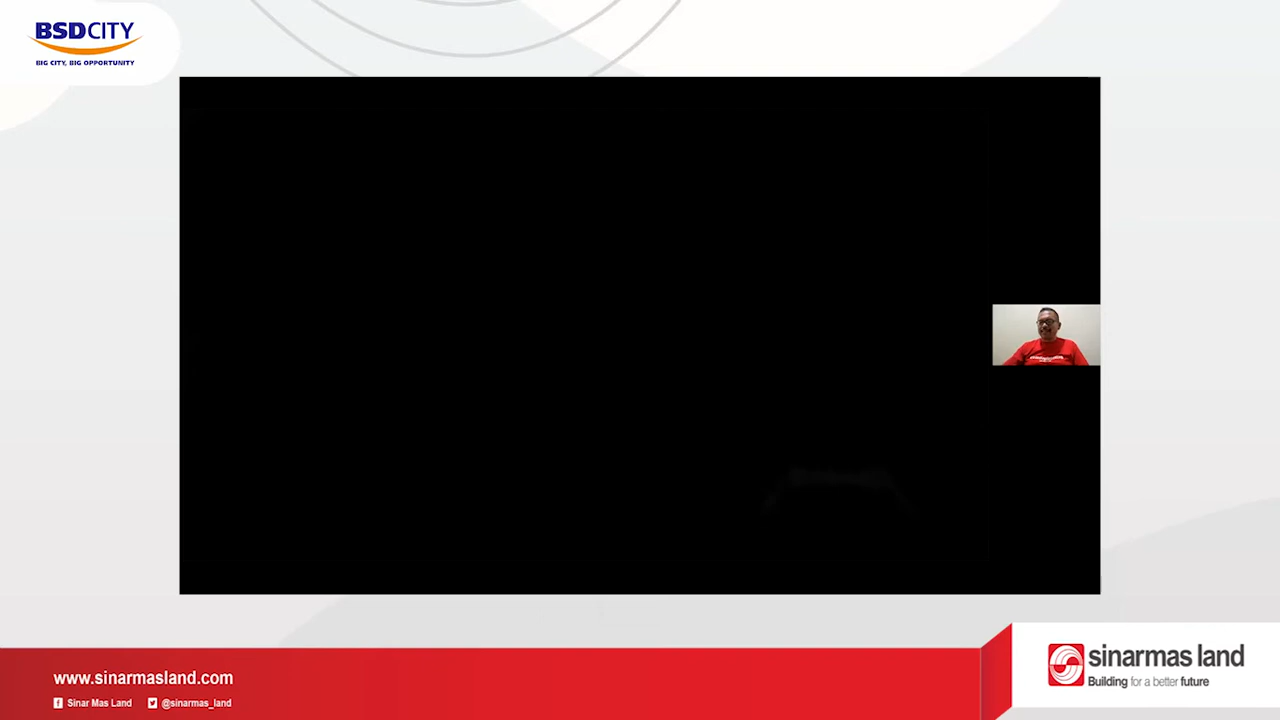 BSDCITY
BIG CITY, BIG OPPORTUNITY
sinarmas land
Building for a better future
www.sinarmasland.com
Sinar Mas Land @sinarmas_land